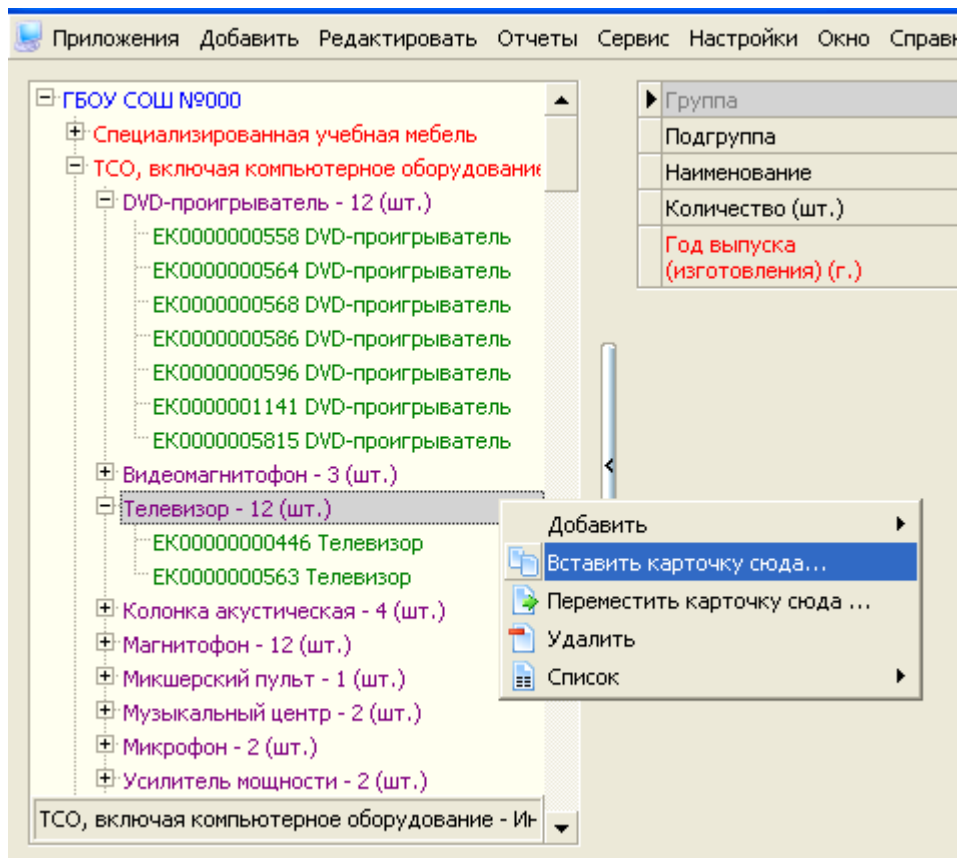 Приложения Добавить Редактировать Отчеты Сервис Настройки Окно
ГБОУ СОШ №000
Специализированная учебная мебель
ТСО, включая компьютерное оборудование
DVD-проигрыватель - 12 (шт.)
ЕК0000000558 DVD-проигрыватель
ЕК0000000564 DVD-проигрыватель
ЕК0000000568 DVD-проигрыватель
ЕК0000000586 DVD-проигрыватель
ЕК0000000596 DVD-проигрыватель
ЕК0000001141 DVD-проигрыватель
ЕК0000005815 DVD-проигрыватель
Видеомагнитофон - 3 (шт.)
Телевизор - 12 (шт.)
ЕК00000000446 Телевизор
ЕК0000000563 Телевизор
Колонка акустическая - 4 (шт.)
Магнитофон - 12 (шт.)
Микшерский пульт - 1 (шт.)
Музыкальный центр - 2 (шт.)
Микрофон - 2 (шт.)
Усилитель мощности - 2 (шт.)
ТСО, включая компьютерное оборудование -
Группа
Подгруппа
Наименование
Количество (шт.)
Год выпуска
(изготовления) (г.)
Добавить
Вставить карточку сюда...
Переместить карточку сюда ...
Удалить
Список